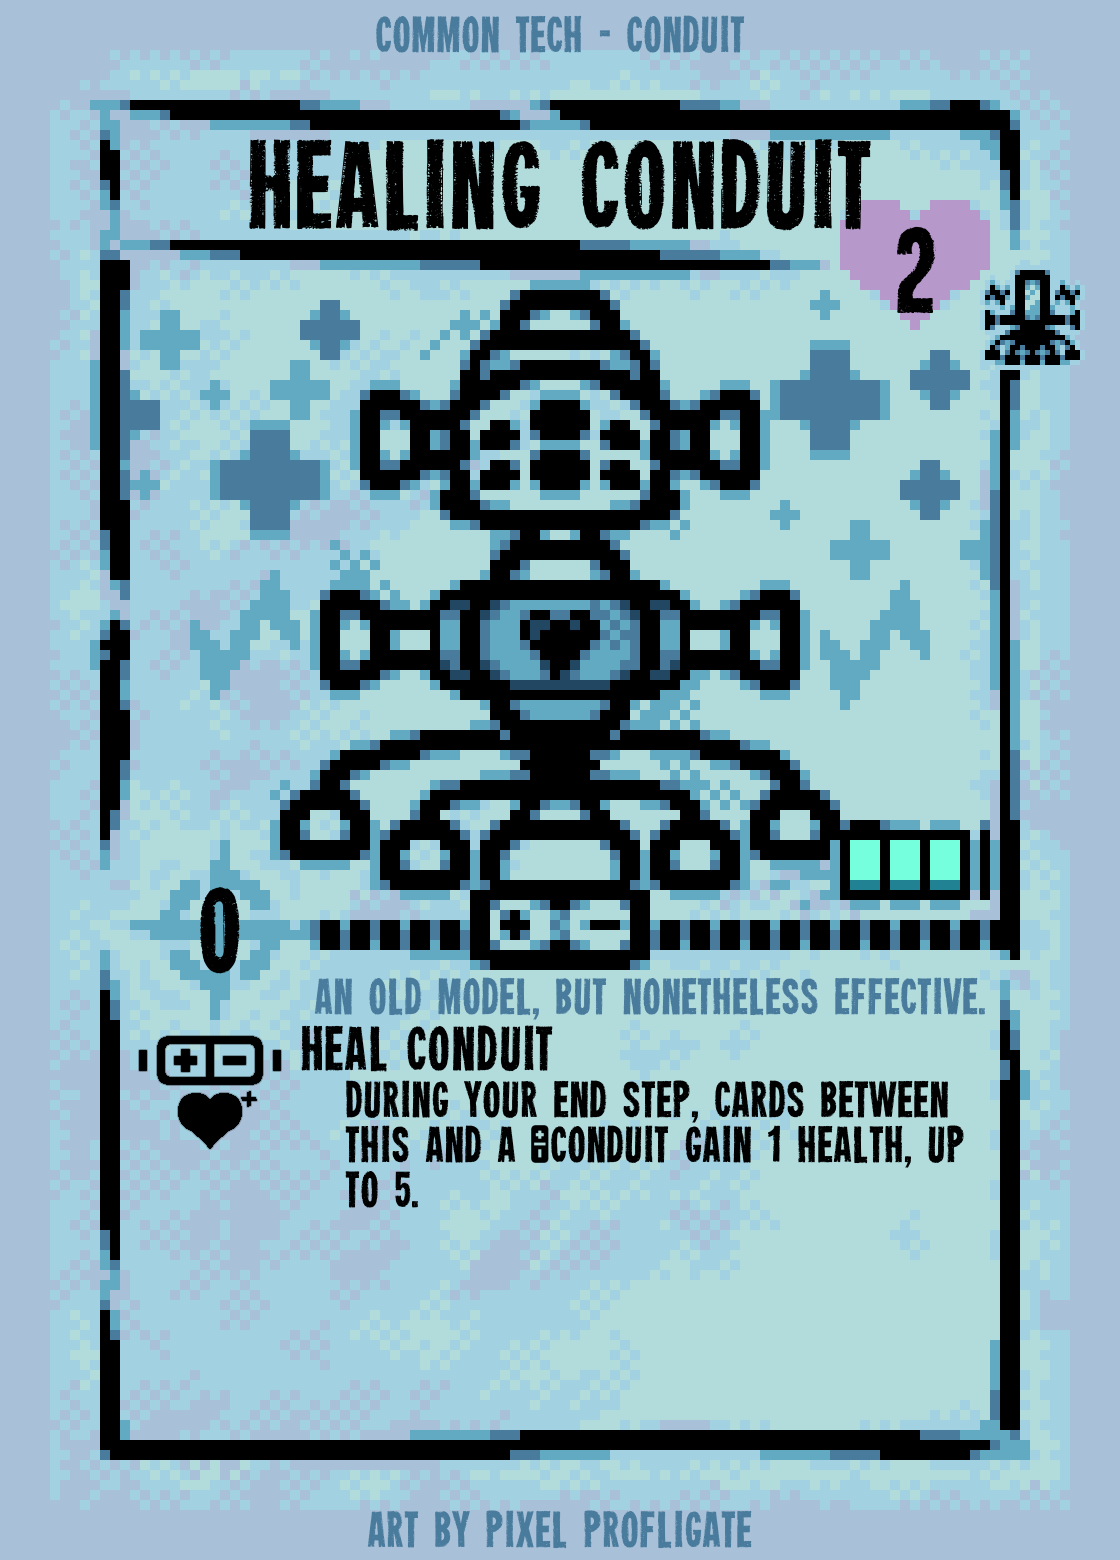 COMMON TECH - CONDUIT
HEALING CONDUIT
2
0
AN OLD MODEL, BUT NONETHELESS EFFECTIVE.
HEAL CONDUIT
DURING YOUR END STEP, CARDS BETWEEN
THIS AND A CONDUIT GAIN 1 HEALTH, UP
TO 5.
ART BY PIXEL PROFLIGATE